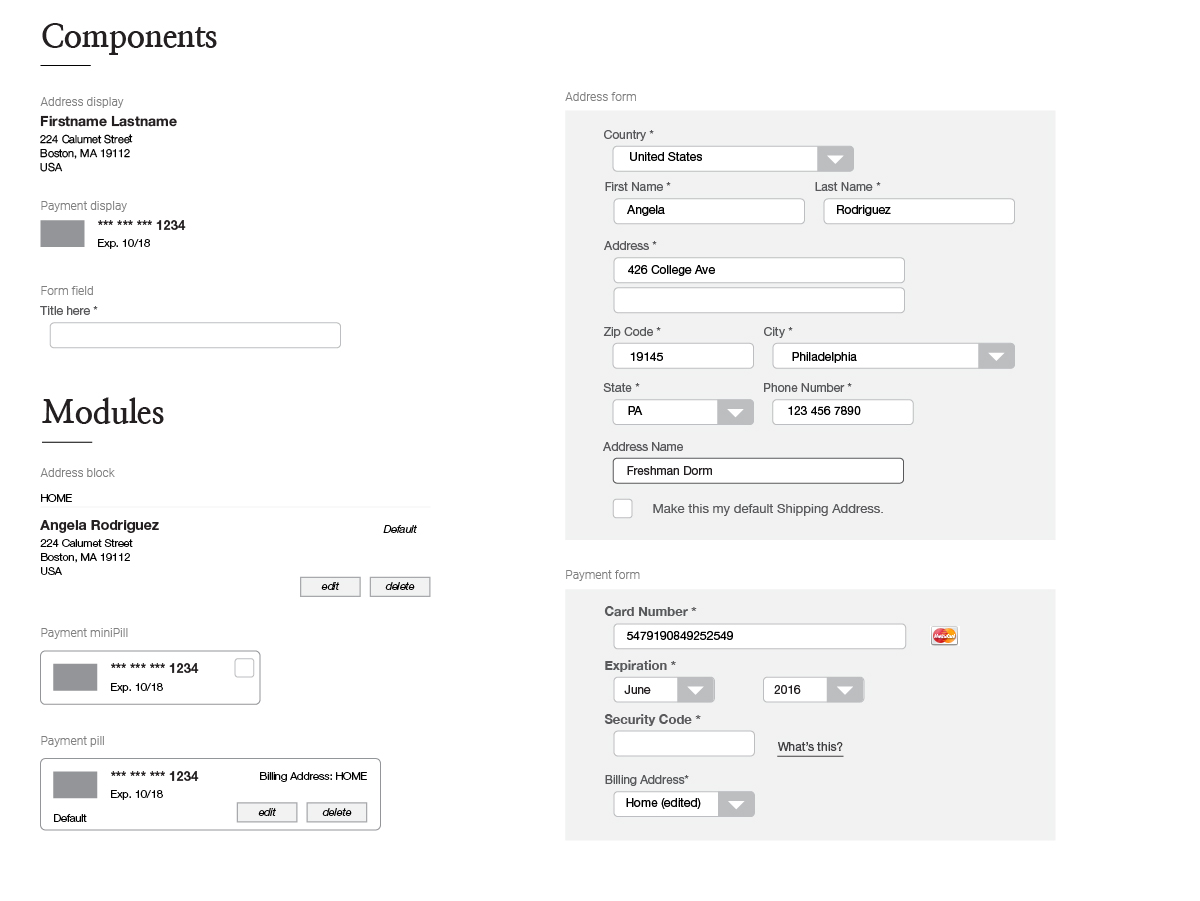 Components
Address display
Firstname Lastname
224 Calumet Street
Boston, MA 19112
USA
Payment display
*** *** *** 1234
Exp. 10/18
Form field
Title here *
Modules
Address block
HOME
Angela Rodriguez
Default
224 Calumet Street
Boston, MA 19112
USA
edit delete
Payment miniPill
*** *** *** 1234
Exp. 10/18
Payment pill
*** *** *** 1234 Billing Address: HOME
Exp. 10/18
Default edit delete
Address form
Country *
United States
First Name * Last Name *
Angela Rodriguez
Address *
426 College Ave
Zip Code * City *
19145 Philadelphia
State * Phone Number *
PA 123 456 7890
Address Name
Freshman Dorm
Make this my default Shipping Address.
Payment form
Card Number *
5479190849252549 MasterCard
Expiration *
June 2016
Security Code *
What's this?
Billing Address*
Home (edited)